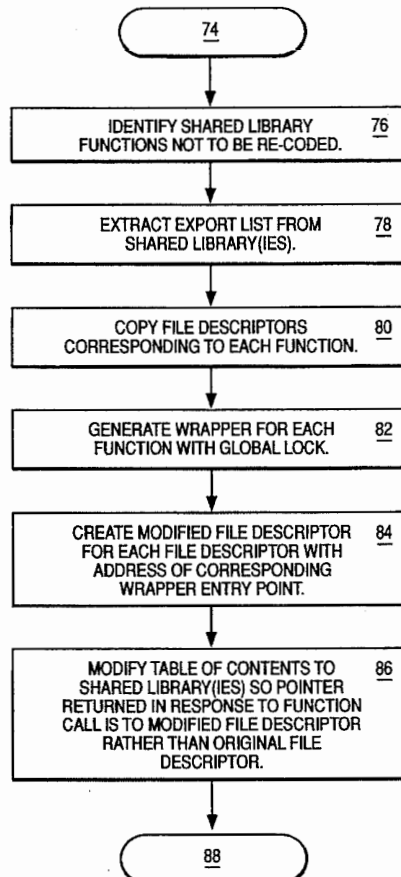 74
IDENTIFY SHARED LIBRARY 76
FUNCTIONS NOT TO BE RE-CODED.
EXTRACT EXPORT LIST FROM 78
SHARED LIBRARY(IES).
COPY FILE DESCRIPTORS 80
CORRESPONDING TO EACH FUNCTION.
GENERATE WRAPPER FOR EACH 82
FUNCTION WITH GLOBAL LOCK.
CREATE MODIFIED FILE DESCRIPTOR 84
FOR EACH FILE DESCRIPTOR WITH
ADDRESS OF CORRESPONDING
WRAPPER ENTRY POINT.
MODIFY TABLE OF CONTENTS TO 86
SHARED LIBRARY(IES) SO POINTER
RETURNED IN RESPONSE TO FUNCTION
CALL IS TO MODIFIED FILE DESCRIPTOR
RATHER THAN ORIGINAL FILE
DESCRIPTOR.
88